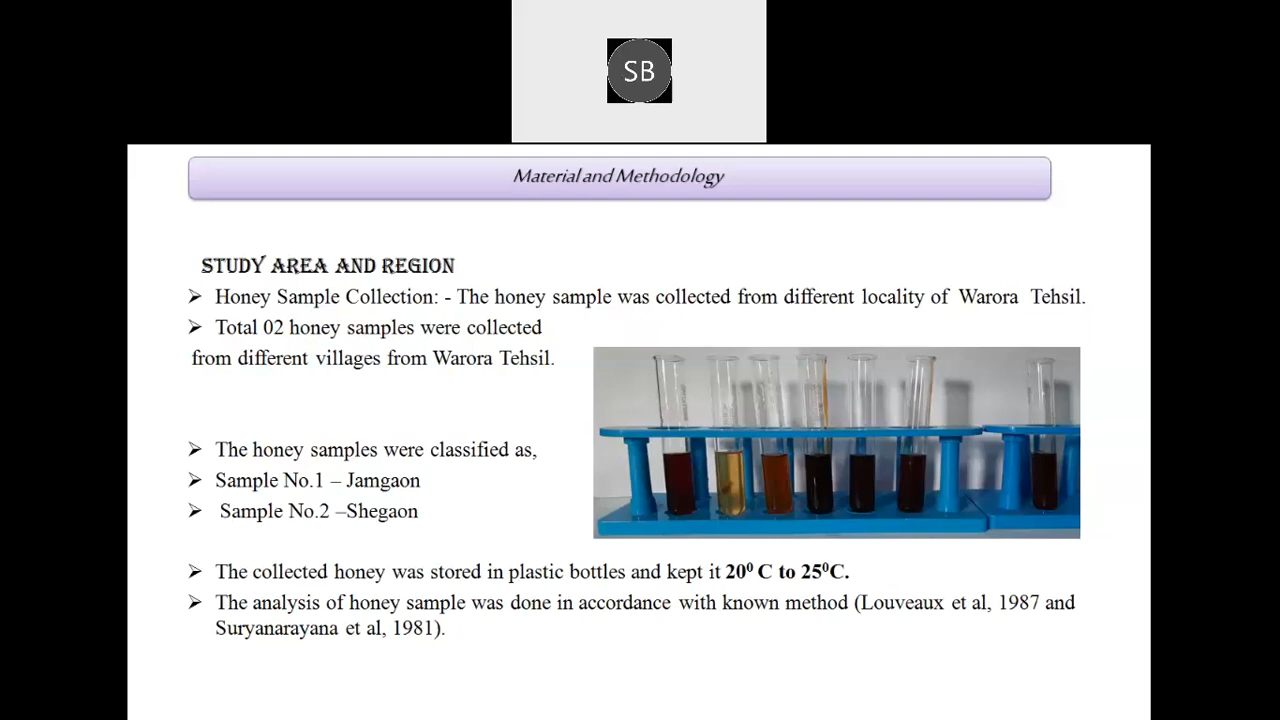 SB
Material and Methodology
STUDY AREA AND REGION
➢ Honey Sample Collection: - The honey sample was collected from different locality of Warora Tehsil.
➢ Total 02 honey samples were collected
from different villages from Warora Tehsil.
➢ The honey samples were classified as,
➢ Sample No.1 – Jamgaon
➢ Sample No.2 –Shegaon
➢ The collected honey was stored in plastic bottles and kept it 20⁰ C to 25⁰C.
➢ The analysis of honey sample was done in accordance with known method (Louveaux et al, 1987 and
Suryanarayana et al, 1981).